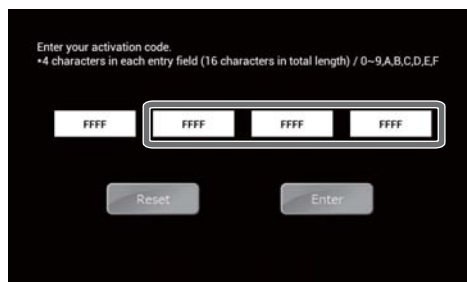 Enter your activation code.
•4 characters in each entry field (16 characters in total length) / 0~9,A,B,C,D,E,F
FFFF FFFF FFFF FFFF
Reset Enter